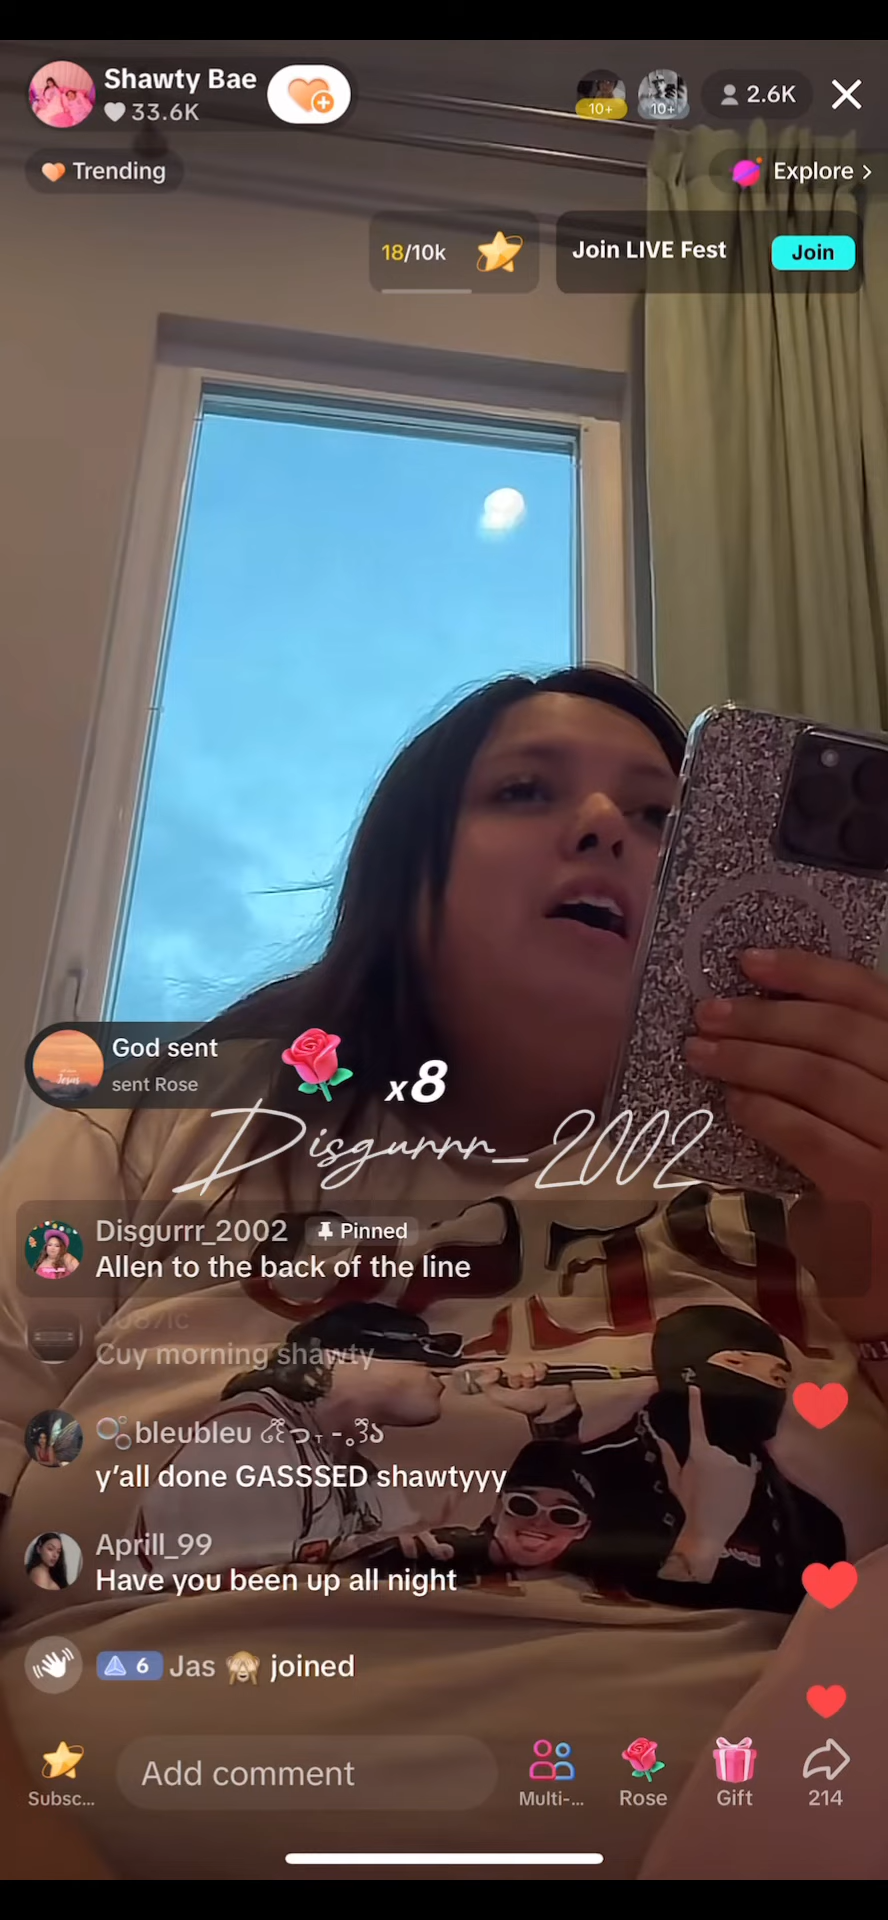 Shawty Bae
33.6K
10+
10+
2.6K
Trending
Explore >
18/10k
Join LIVE Fest
Join
God sent
sent Rose
x8
Disgurrr_2002
Disgurrr_2002 Pinned
Allen to the back of the line
Cuy morning shawty
bleubleu
y'all done GASSSED shawtyyy
Aprill_99
Have you been up all night
6 Jas 🙈 joined
Subsc...
Add comment
Multi-...
Rose
Gift
214